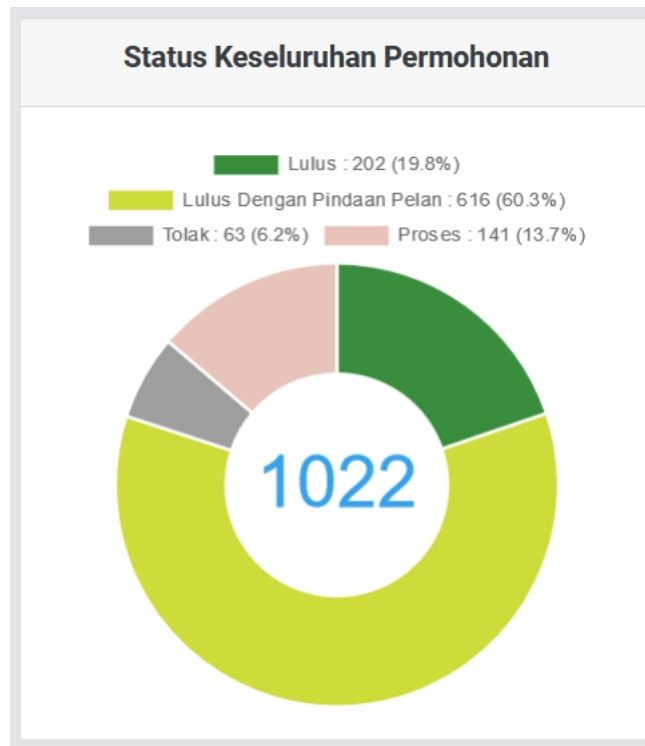 Status Keseluruhan Permohonan
Lulus : 202 (19.8%)
Lulus Dengan Pindaan Pelan : 616 (60.3%)
Tolak : 63 (6.2%) Proses : 141 (13.7%)
1022